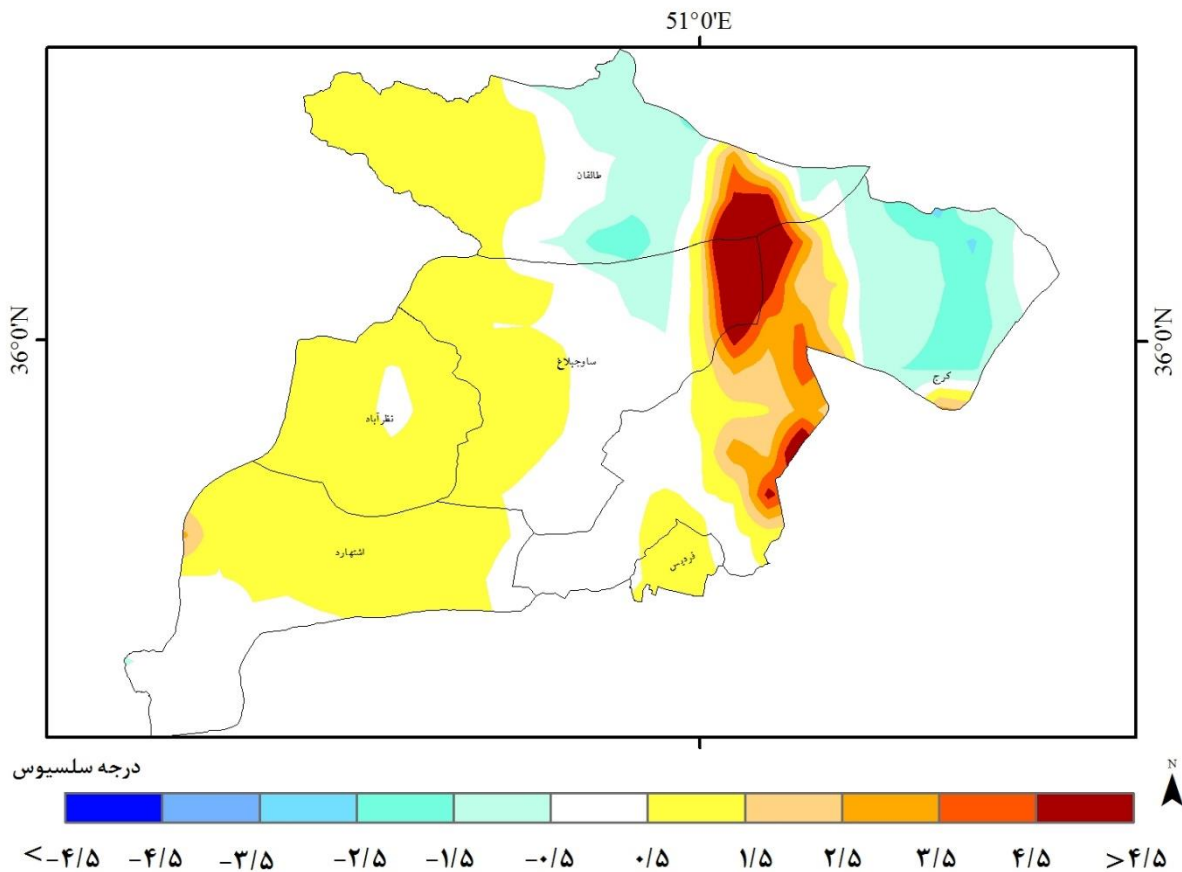 51°0'E
طالقان
36°0'N
36°0'N
ساوجبلاغ
کرج
نظرآباد
اشتهارد
فردیس
درجه سلسیوس
N
<-۴/۵ -۴/۵ -۳/۵ -۲/۵ -۱/۵ -۰/۵ ۰/۵ ۱/۵ ۲/۵ ۳/۵ ۴/۵ >۴/۵